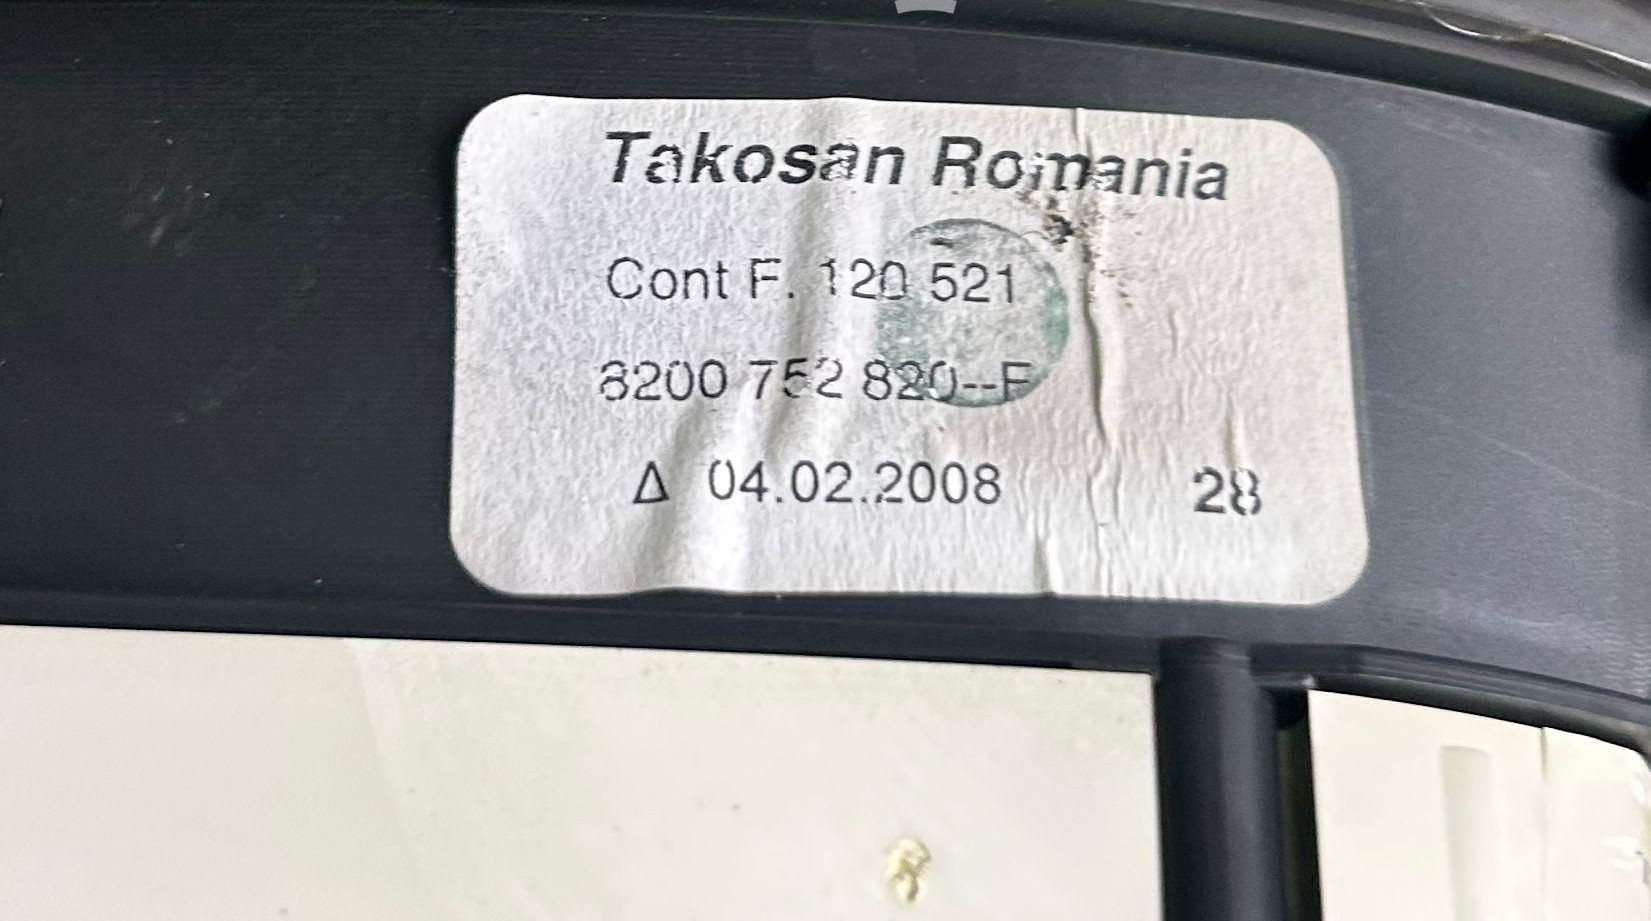 Takosan Romania
Cont F. 120 521
8200 752 820--F
Δ 04.02.2008 28